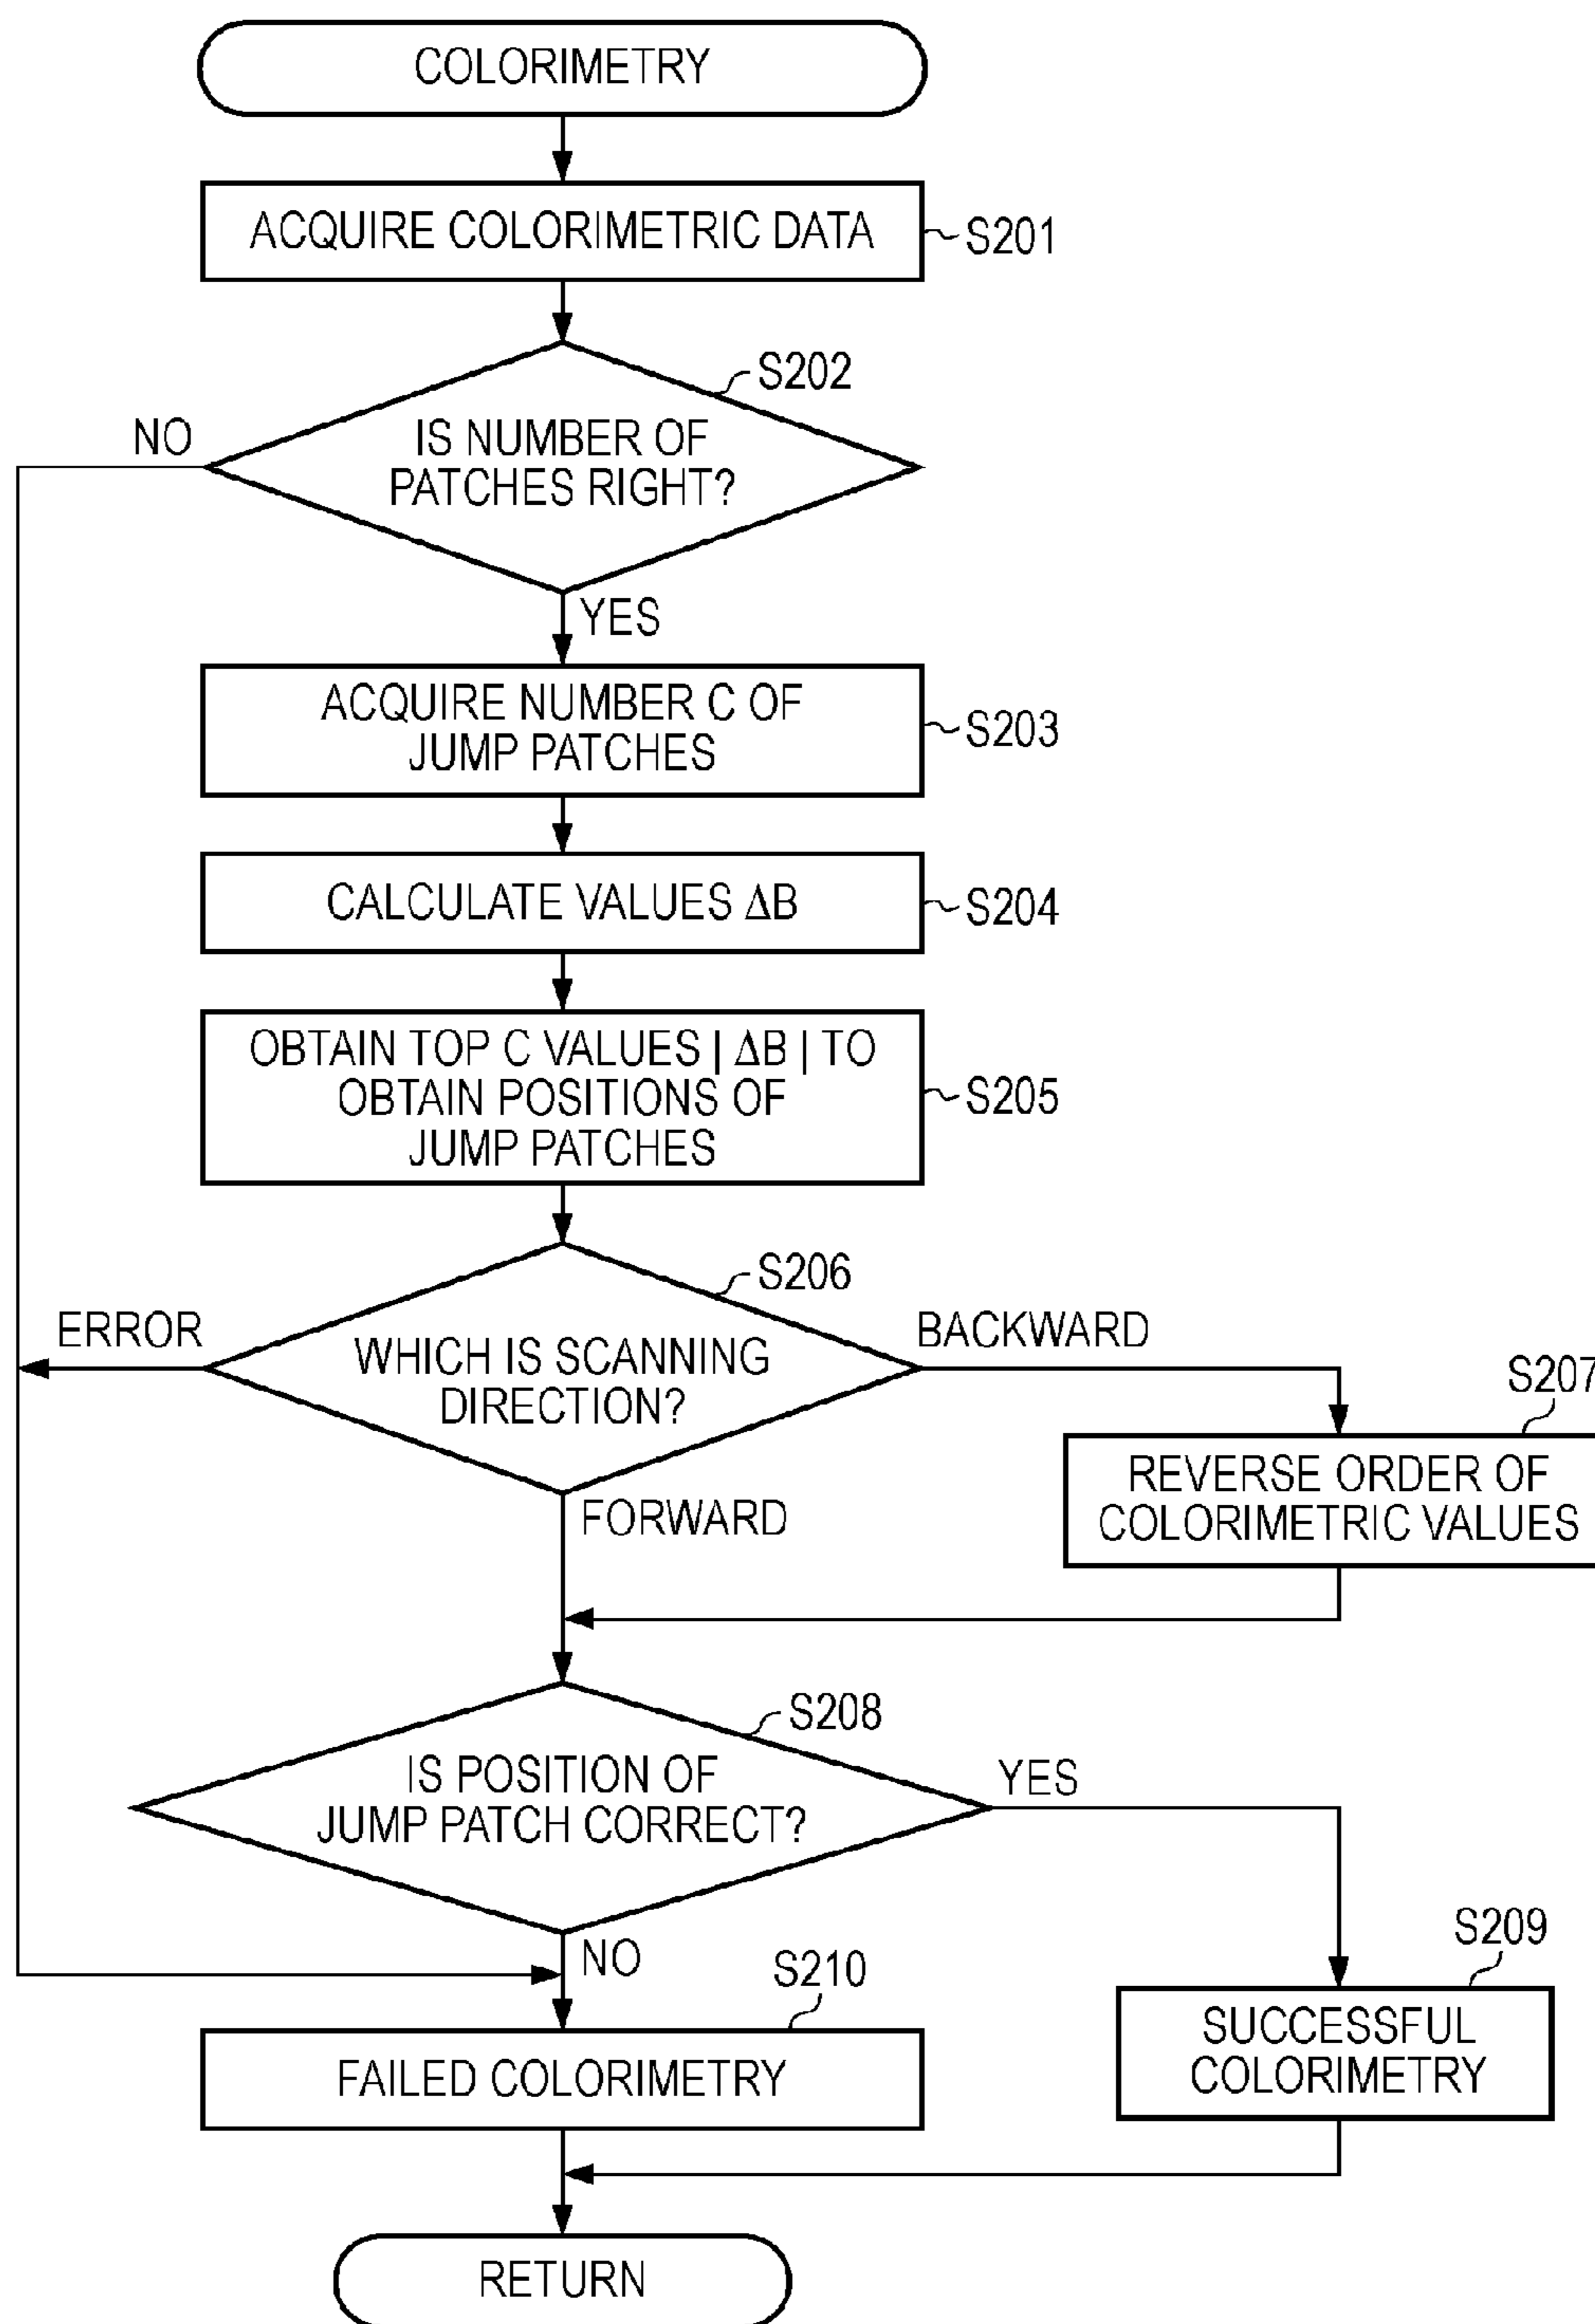 COLORIMETRY
ACQUIRE COLORIMETRIC DATA
S201
S202
NO
IS NUMBER OF
PATCHES RIGHT?
YES
ACQUIRE NUMBER C OF
JUMP PATCHES
S203
CALCULATE VALUES ΔB
S204
OBTAIN TOP C VALUES | ΔB | TO
OBTAIN POSITIONS OF
JUMP PATCHES
S205
S206
ERROR
WHICH IS SCANNING
DIRECTION?
BACKWARD
S207
REVERSE ORDER OF
COLORIMETRIC VALUES
FORWARD
S208
IS POSITION OF
JUMP PATCH CORRECT?
YES
NO
S209
SUCCESSFUL
COLORIMETRY
S210
FAILED COLORIMETRY
RETURN